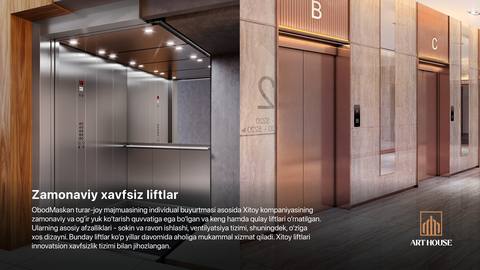 B
C
2
Zamonaviy xavfsiz liftlar
ObodMaskan turar-joy majmuasining individual buyurtmasi asosida Xitoy kompaniyasining
zamonaviy va og'ir yuk ko'tarish quvvatiga ega bo'lgan va keng hamda qulay liftlari o'rnatilgan.
Ularning asosiy afzalliklari - sokin va ravon ishlashi, ventilyatsiya tizimi, shuningdek, o'ziga
xos dizayni. Bunday liftlar ko'p yillar davomida aholiga mukammal xizmat qiladi. Xitoy liftlari
innovatsion xavfsizlik tizimi bilan jihozlangan.
ART HOUSE